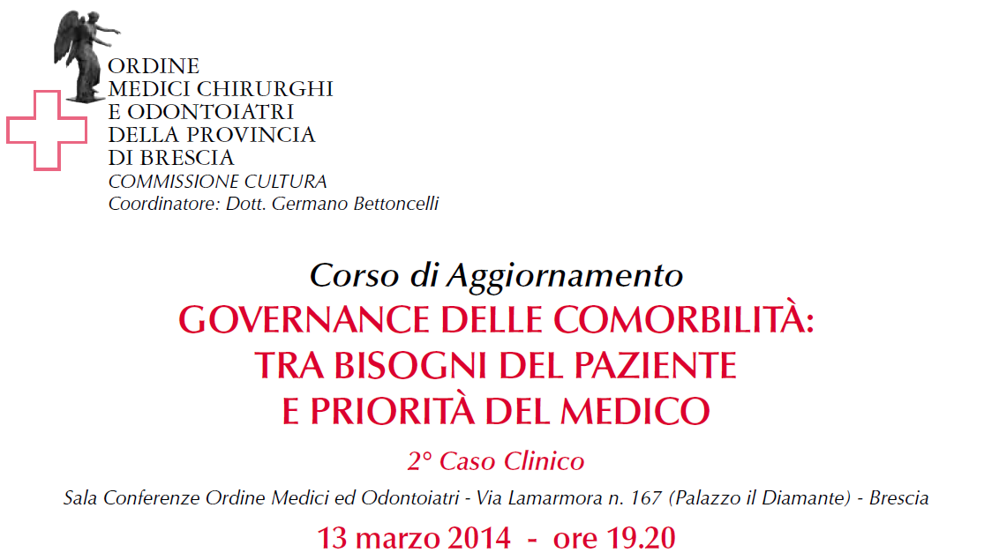 ORDINE
MEDICI CHIRURGHI
E ODONTOIATRI
DELLA PROVINCIA
DI BRESCIA
COMMISSIONE CULTURA
Coordinatore: Dott. Germano Bettoncelli
Corso di Aggiornamento
GOVERNANCE DELLE COMORBILITÀ:
TRA BISOGNI DEL PAZIENTE
E PRIORITÀ DEL MEDICO
2° Caso Clinico
Sala Conferenze Ordine Medici ed Odontoiatri - Via Lamarmora n. 167 (Palazzo il Diamante) - Brescia
13 marzo 2014 - ore 19.20